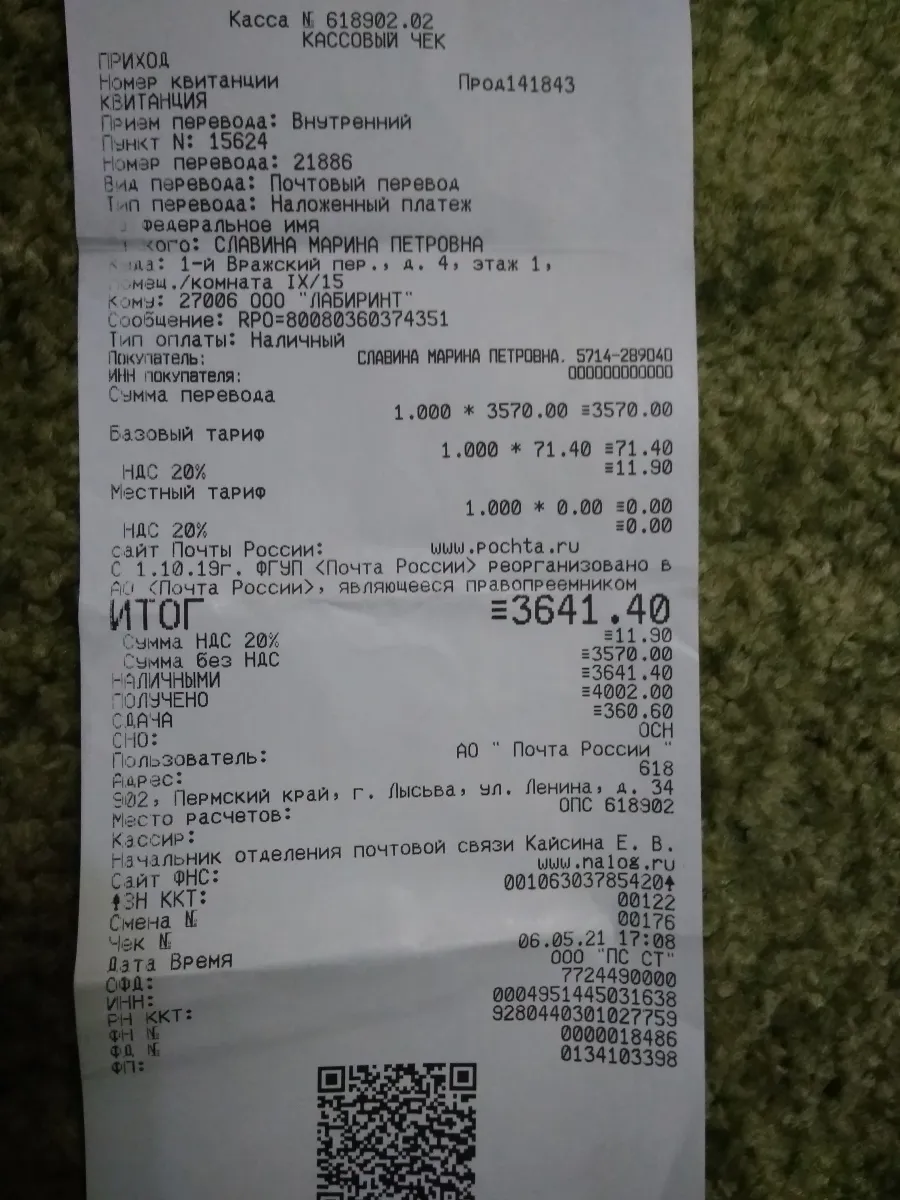 Касса № 618902.02
КАССОВЫЙ ЧЕК
ПРИХОД
Номер квитанции Прод141843
КВИТАНЦИЯ
Прием перевода: Внутренний
Пункт N: 15624
Номер перевода: 21886
Вид перевода: Почтовый перевод
Тип перевода: Наложенный платеж
федеральное имя
кого: СЛАВИНА МАРИНА ПЕТРОВНА
Куда: 1-й Вражский пер., д. 4, этаж 1,
помещ./комната IX/15
Кому: 27006 ООО "ЛАБИРИНТ"
Сообщение: RPO=80080360374351
Тип оплаты: Наличный
Покупатель: СЛАВИНА МАРИНА ПЕТРОВНА. 5714-289040
ИНН покупателя: 000000000000
Сумма перевода
1.000 * 3570.00 ≡3570.00
Базовый тариф
1.000 * 71.40 ≡71.40
НДС 20% ≡11.90
Местный тариф
1.000 * 0.00 ≡0.00
НДС 20% ≡0.00
сайт Почты России: www.pochta.ru
С 1.10.19г. ФГУП <Почта России> реорганизовано в
АО <Почта России>, являющееся правопреемником
ИТОГ ≡3641.40
Сумма НДС 20% ≡11.90
Сумма без НДС ≡3570.00
НАЛИЧНЫМИ ≡3641.40
ПОЛУЧЕНО ≡4002.00
СДАЧА ≡360.60
СНО: ОСН
Пользователь: АО " Почта России "
Адрес: 618
902, Пермский край, г. Лысьва, ул. Ленина, д. 34
Место расчетов: ОПС 618902
Кассир:
Начальник отделения почтовой связи Кайсина Е. В.
Сайт ФНС: www.nalog.ru
ЗН ККТ: 00106303785420
Смена № 00122
Чек № 00176
Дата Время 06.05.21 17:08
ОФД: ООО "ПС СТ"
ИНН: 7724490000
РН ККТ: 0004951445031638
ФН № 9280440301027759
ФД № 0000018486
ФП: 0134103398